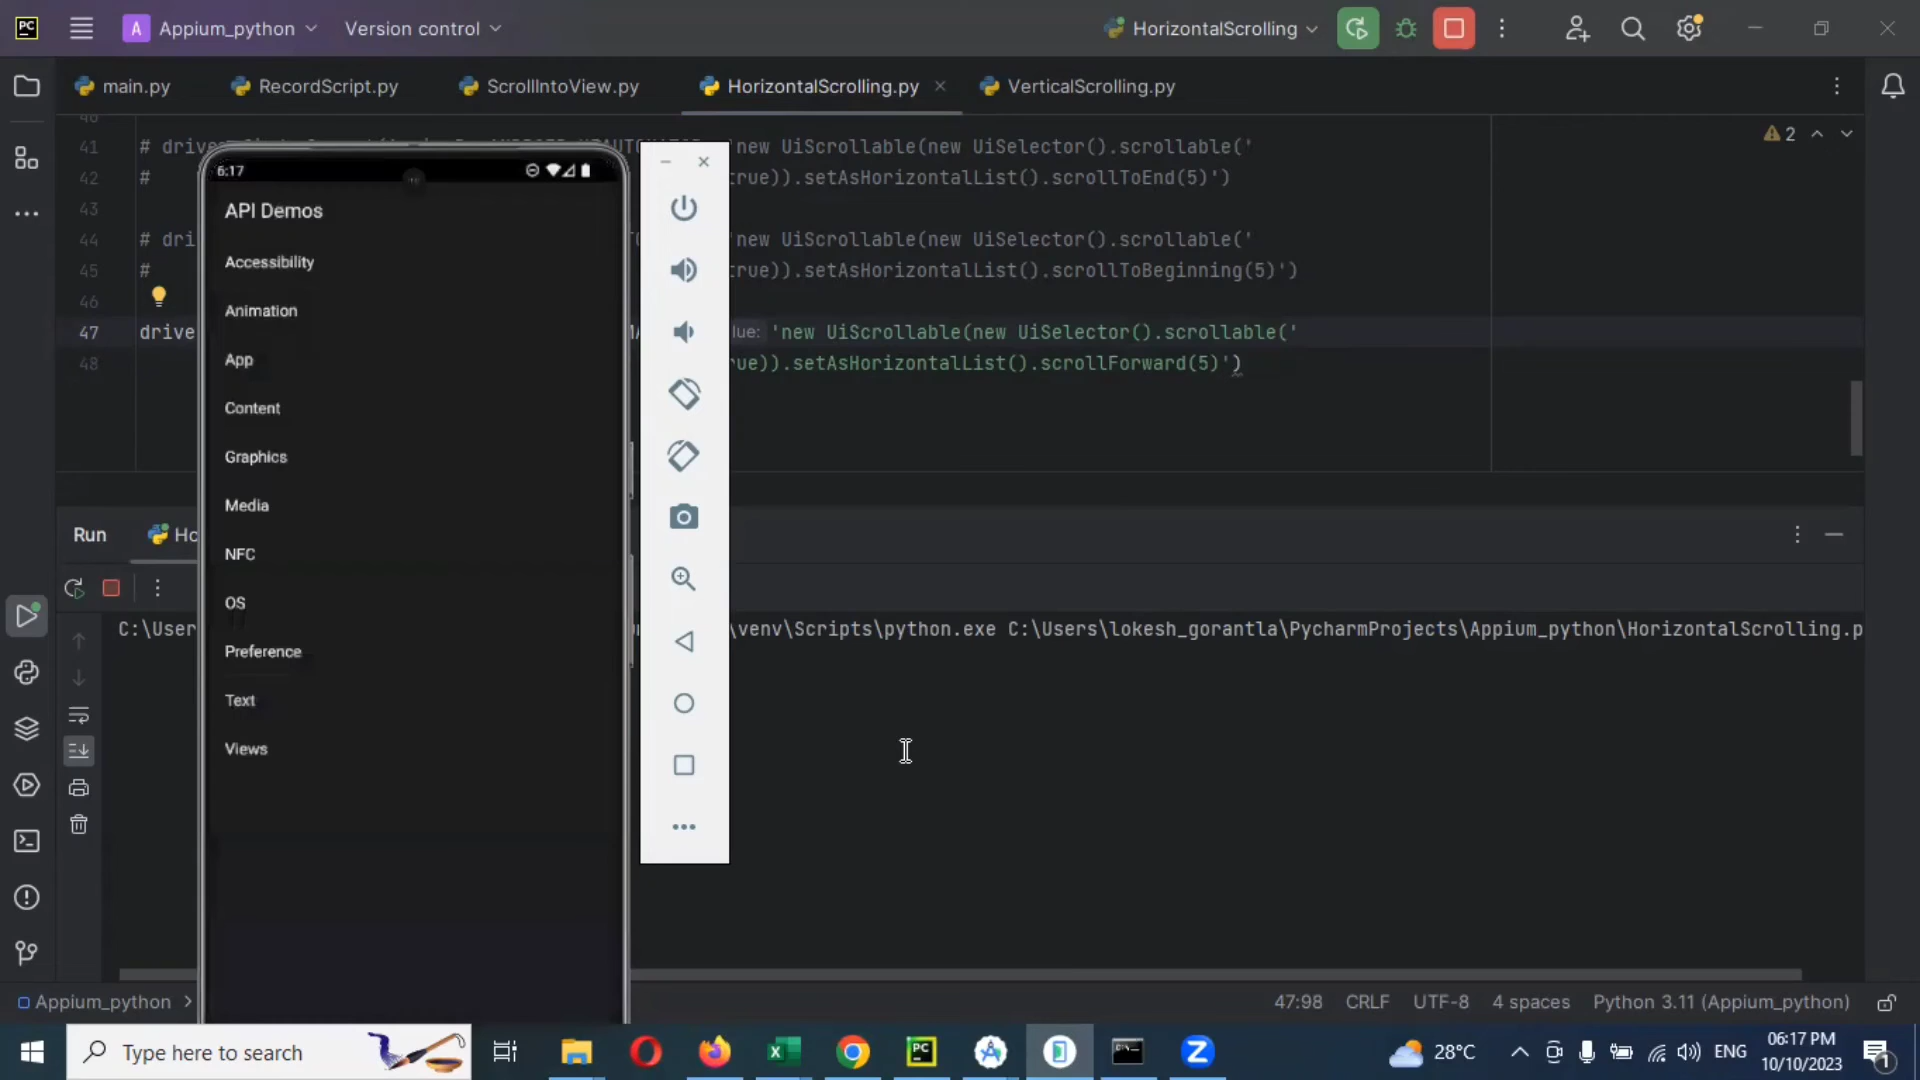 PC A Appium_python Version control HorizontalScrolling
main.py RecordScript.py ScrollIntoView.py HorizontalScrolling.py VerticalScrolling.py
41 # drive 'new UiScrollable(new UiSelector().scrollable('
42 # rue)).setAsHorizontalList().scrollToEnd(5)')
43
44 # dri 'new UiScrollable(new UiSelector().scrollable('
45 # rue)).setAsHorizontalList().scrollToBeginning(5)')
46
47 drive lue: 'new UiScrollable(new UiSelector().scrollable('
48 ue)).setAsHorizontalList().scrollForward(5)')
2
6:17
API Demos
Accessibility
Animation
App
Content
Graphics
Media
NFC
OS
Preference
Text
Views
Run Ho
C:\User \venv\Scripts\python.exe C:\Users\lokesh_gorantla\PycharmProjects\Appium_python\HorizontalScrolling.p
Appium_python 47:98 CRLF UTF-8 4 spaces Python 3.11 (Appium_python)
Type here to search 28°C ENG 06:17 PM
10/10/2023
1